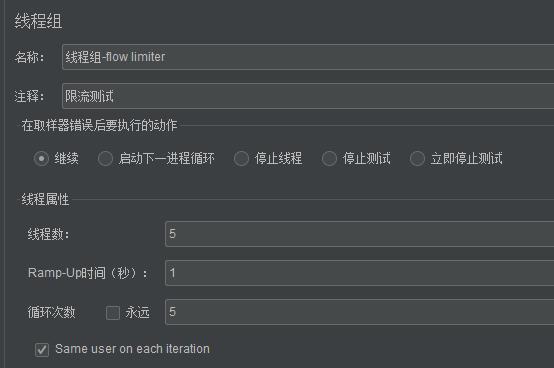 线程组
名称： 线程组-flow limiter
注释： 限流测试
在取样器错误后要执行的动作
继续 启动下一进程循环 停止线程 停止测试 立即停止测试
线程属性
线程数： 5
Ramp-Up时间（秒）： 1
循环次数 永远 5
Same user on each iteration